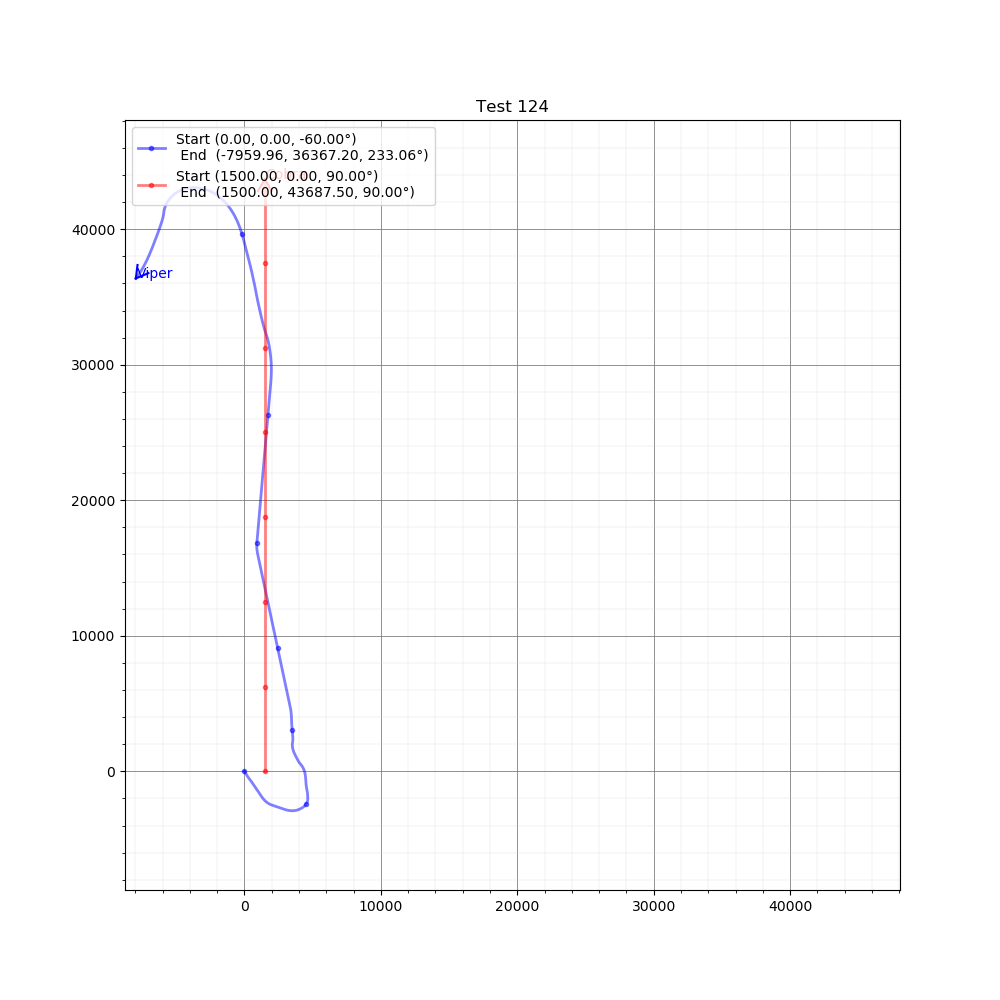 Test 124
Start (0.00, 0.00, -60.00°)
End (-7959.96, 36367.20, 233.06°)
Start (1500.00, 0.00, 90.00°)
End (1500.00, 43687.50, 90.00°)
40000
Viper
30000
20000
10000
0
0 10000 20000 30000 40000